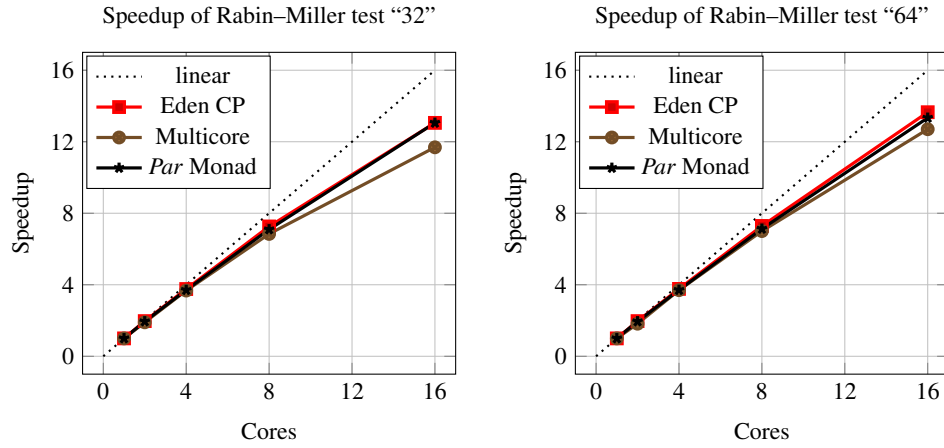 Speedup of Rabin–Miller test “32”
16
12
8
4
0
Speedup
linear
Eden CP
Multicore
Par Monad
0 4 8 12 16
Cores
Speedup of Rabin–Miller test “64”
16
12
8
4
0
Speedup
linear
Eden CP
Multicore
Par Monad
0 4 8 12 16
Cores